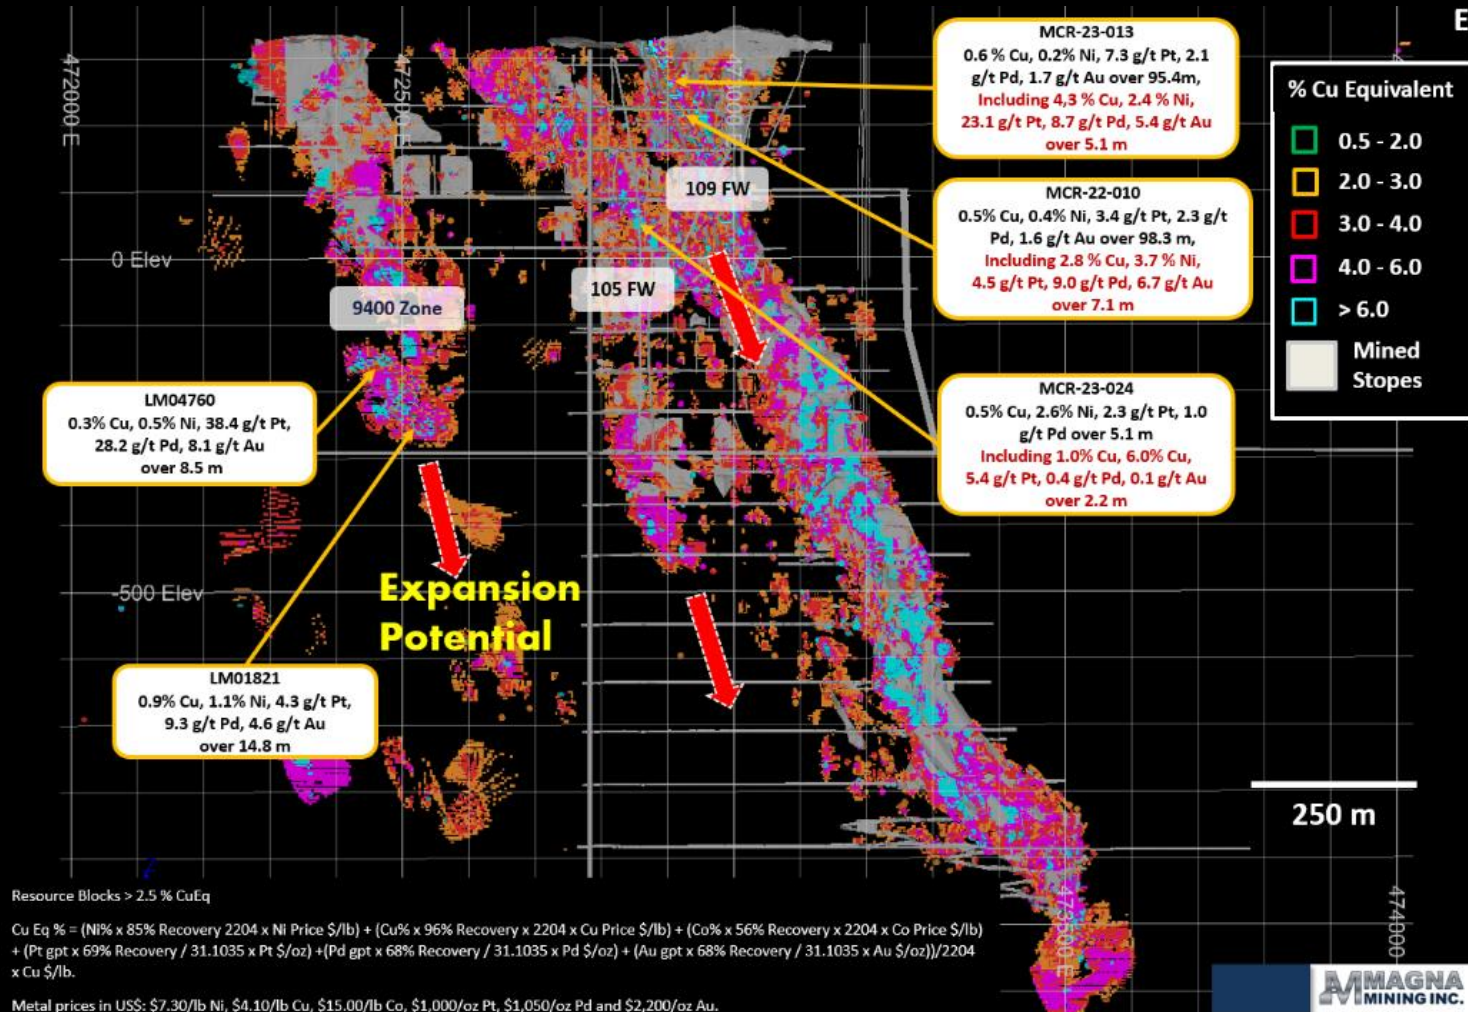 E
472000 E
472500 E
473000 E
MCR-23-013
0.6 % Cu, 0.2% Ni, 7.3 g/t Pt, 2.1
g/t Pd, 1.7 g/t Au over 95.4m,
Including 4,3 % Cu, 2.4 % Ni,
23.1 g/t Pt, 8.7 g/t Pd, 5.4 g/t Au
over 5.1 m
% Cu Equivalent
0.5 - 2.0
2.0 - 3.0
3.0 - 4.0
4.0 - 6.0
> 6.0
Mined
Stopes
109 FW
MCR-22-010
0.5% Cu, 0.4% Ni, 3.4 g/t Pt, 2.3 g/t
Pd, 1.6 g/t Au over 98.3 m,
Including 2.8 % Cu, 3.7 % Ni,
4.5 g/t Pt, 9.0 g/t Pd, 6.7 g/t Au
over 7.1 m
0 Elev
105 FW
9400 Zone
LM04760
0.3% Cu, 0.5% Ni, 38.4 g/t Pt,
28.2 g/t Pd, 8.1 g/t Au
over 8.5 m
MCR-23-024
0.5% Cu, 2.6% Ni, 2.3 g/t Pt, 1.0
g/t Pd over 5.1 m
Including 1.0% Cu, 6.0% Cu,
5.4 g/t Pt, 0.4 g/t Pd, 0.1 g/t Au
over 2.2 m
-500 Elev
Expansion
Potential
LM01821
0.9% Cu, 1.1% Ni, 4.3 g/t Pt,
9.3 g/t Pd, 4.6 g/t Au
over 14.8 m
250 m
473500 E
474000
Resource Blocks > 2.5 % CuEq
Cu Eq % = (Ni% x 85% Recovery 2204 x Ni Price $/lb) + (Cu% x 96% Recovery x 2204 x Cu Price $/lb) + (Co% x 56% Recovery x 2204 x Co Price $/lb)
+ (Pt gpt x 69% Recovery / 31.1035 x Pt $/oz) +(Pd gpt x 68% Recovery / 31.1035 x Pd $/oz) + (Au gpt x 68% Recovery / 31.1035 x Au $/oz))/2204
x Cu $/lb.
Metal prices in US$: $7.30/lb Ni, $4.10/lb Cu, $15.00/lb Co, $1,000/oz Pt, $1,050/oz Pd and $2,200/oz Au.
MAGNA
MINING INC.